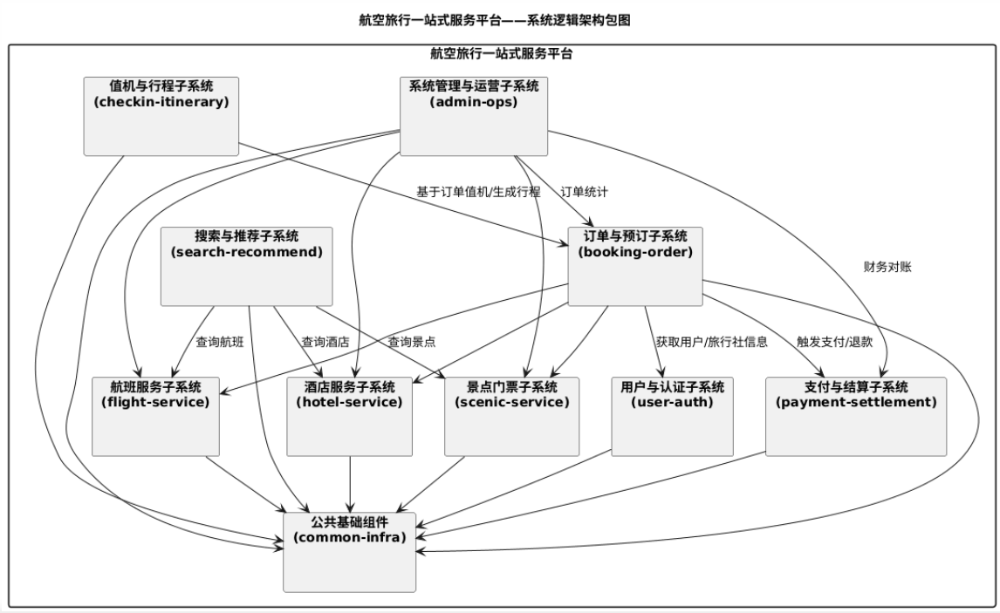 航空旅行一站式服务平台——系统逻辑架构包图
航空旅行一站式服务平台
值机与行程子系统
(checkin-itinerary)
系统管理与运营子系统
(admin-ops)
基于订单值机/生成行程
订单统计
搜索与推荐子系统
(search-recommend)
订单与预订子系统
(booking-order)
财务对账
查询航班
查询酒店
查询景点
获取用户/旅行社信息
触发支付/退款
航班服务子系统
(flight-service)
酒店服务子系统
(hotel-service)
景点门票子系统
(scenic-service)
用户与认证子系统
(user-auth)
支付与结算子系统
(payment-settlement)
公共基础组件
(common-infra)